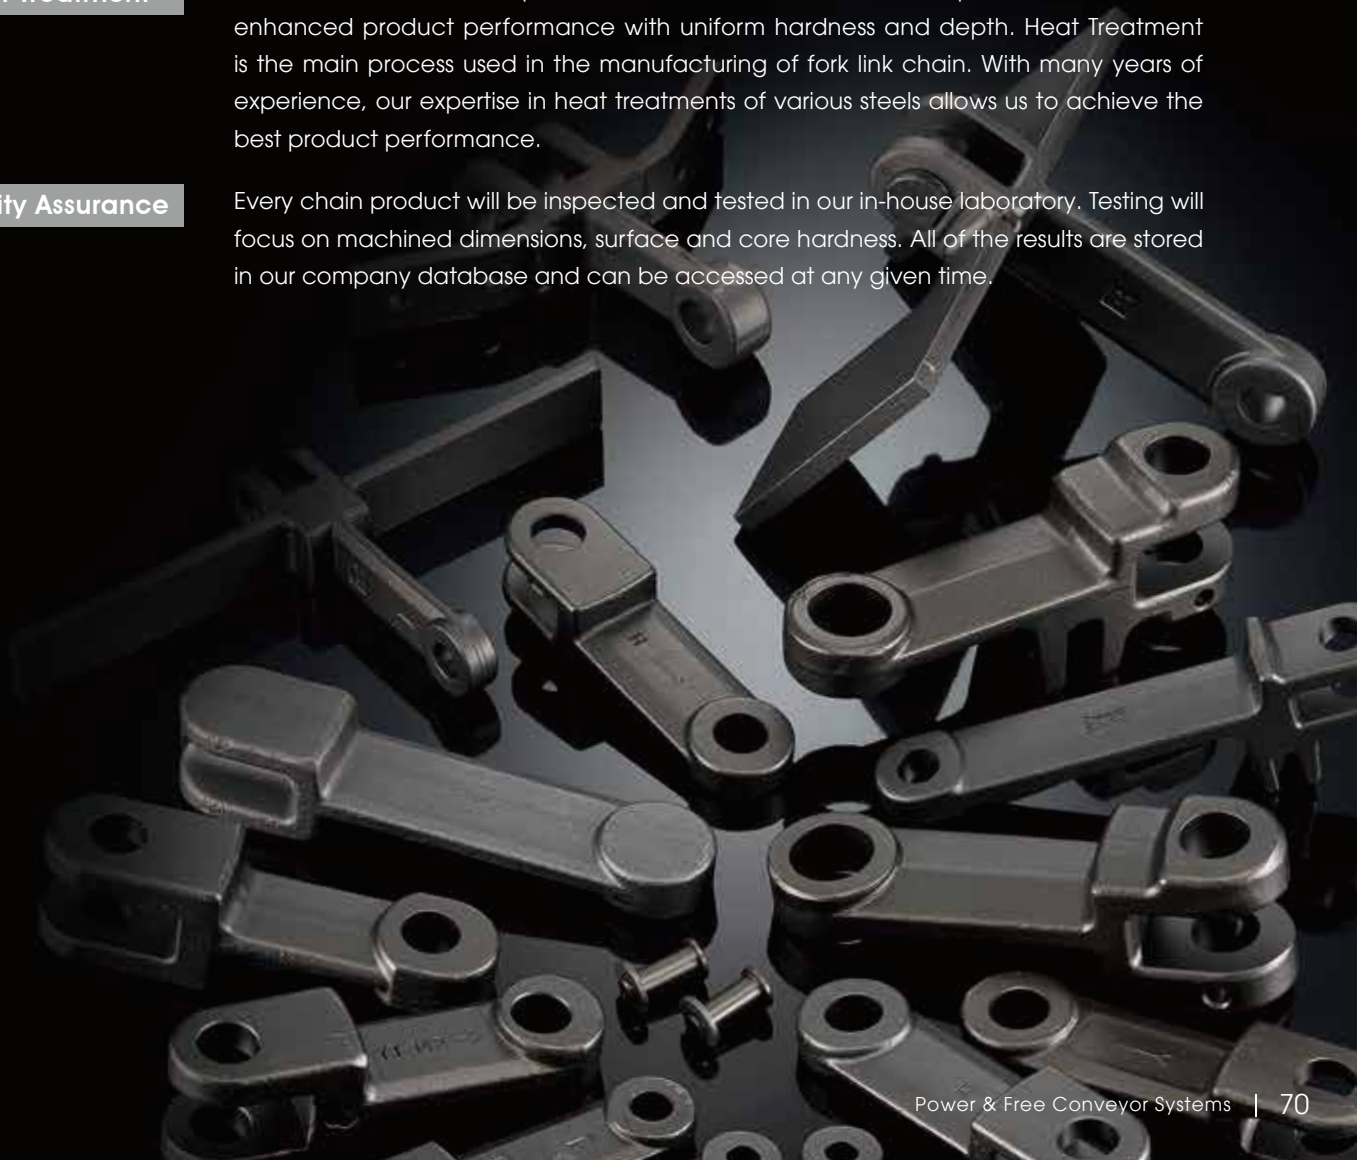 enhanced product performance with uniform hardness and depth. Heat Treatment
is the main process used in the manufacturing of fork link chain. With many years of
experience, our expertise in heat treatments of various steels allows us to achieve the
best product performance.
ity Assurance
Every chain product will be inspected and tested in our in-house laboratory. Testing will
focus on machined dimensions, surface and core hardness. All of the results are stored
in our company database and can be accessed at any given time.
Power & Free Conveyor Systems | 70